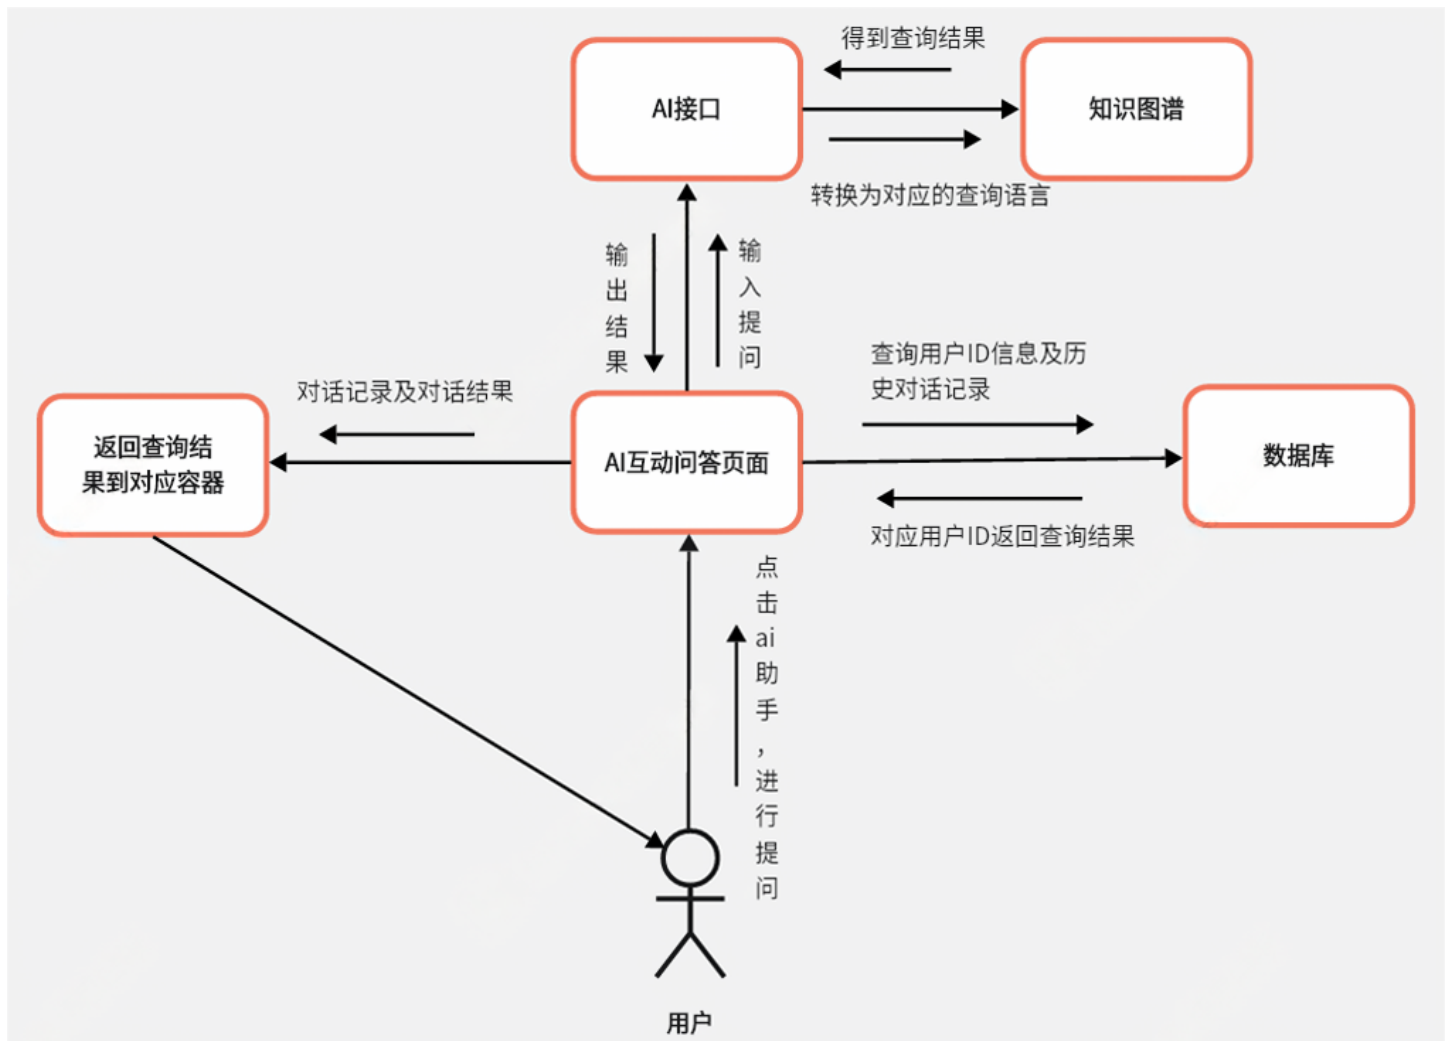 得到查询结果
AI接口
知识图谱
转换为对应的查询语言
输出结果
输入提问
查询用户ID信息及历
史对话记录
对话记录及对话结果
返回查询结
果到对应容器
AI互动问答页面
数据库
对应用户ID返回查询结果
点击ai助手，进行提问
用户